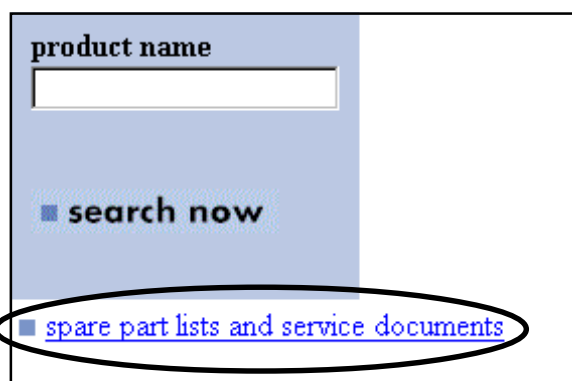 product name
search now
spare part lists and service documents